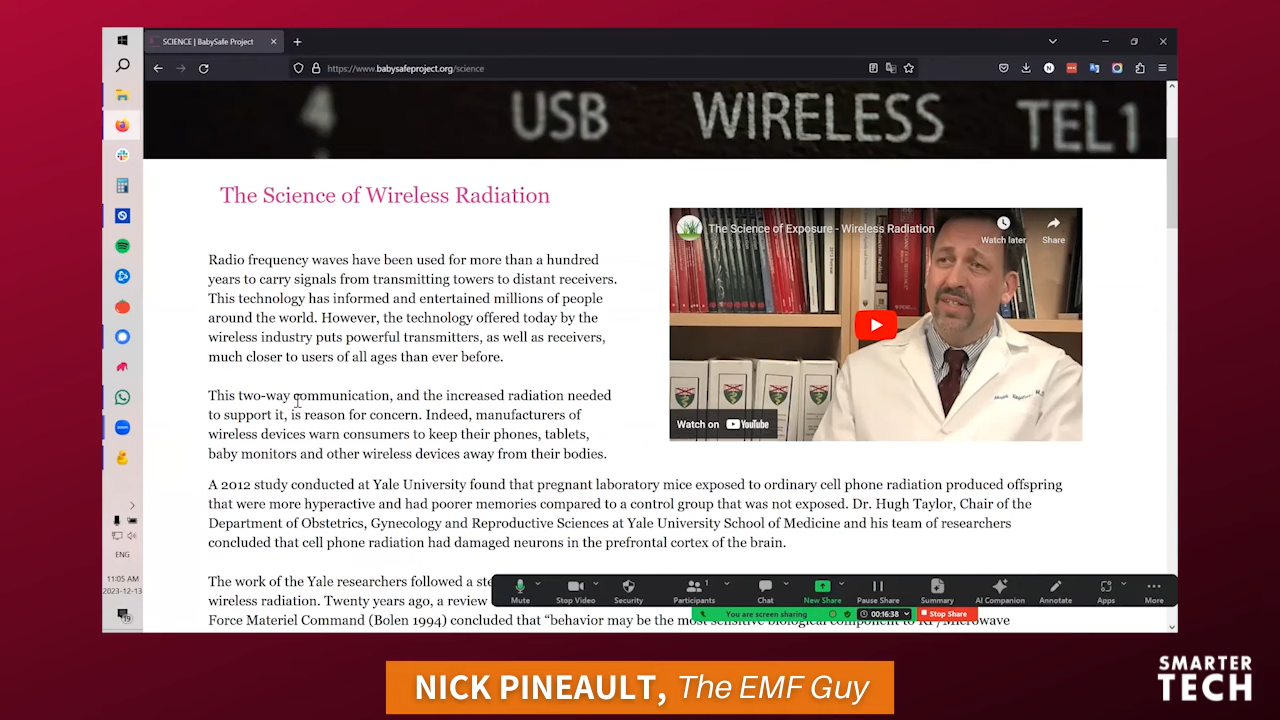 SCIENCE | BabySafe Project
https://www.babysafeproject.org/science
4 USB WIRELESS TEL1
The Science of Wireless Radiation
Radio frequency waves have been used for more than a hundred
years to carry signals from transmitting towers to distant receivers.
This technology has informed and entertained millions of people
around the world. However, the technology offered today by the
wireless industry puts powerful transmitters, as well as receivers,
much closer to users of all ages than ever before.
This two-way communication, and the increased radiation needed
to support it, is reason for concern. Indeed, manufacturers of
wireless devices warn consumers to keep their phones, tablets,
baby monitors and other wireless devices away from their bodies.
The Science of Exposure - Wireless Radiation
Watch later
Share
Watch on YouTube
A 2012 study conducted at Yale University found that pregnant laboratory mice exposed to ordinary cell phone radiation produced offspring
that were more hyperactive and had poorer memories compared to a control group that was not exposed. Dr. Hugh Taylor, Chair of the
Department of Obstetrics, Gynecology and Reproductive Sciences at Yale University School of Medicine and his team of researchers
concluded that cell phone radiation had damaged neurons in the prefrontal cortex of the brain.
The work of the Yale researchers followed a
wireless radiation. Twenty years ago, a review
Force Materiel Command (Bolen 1994) concluded that "behavior may be the most sensitive biological component to RF/Microwave
Mute
Stop Video
Security
1
Participants
Chat
New Share
Pause Share
Summary
AI Companion
Annotate
Apps
More
You are screen sharing
00:16:38
Stop Share
ENG
11:05 AM
2023-12-13
19
NICK PINEAULT, The EMF Guy
SMARTER
TECH